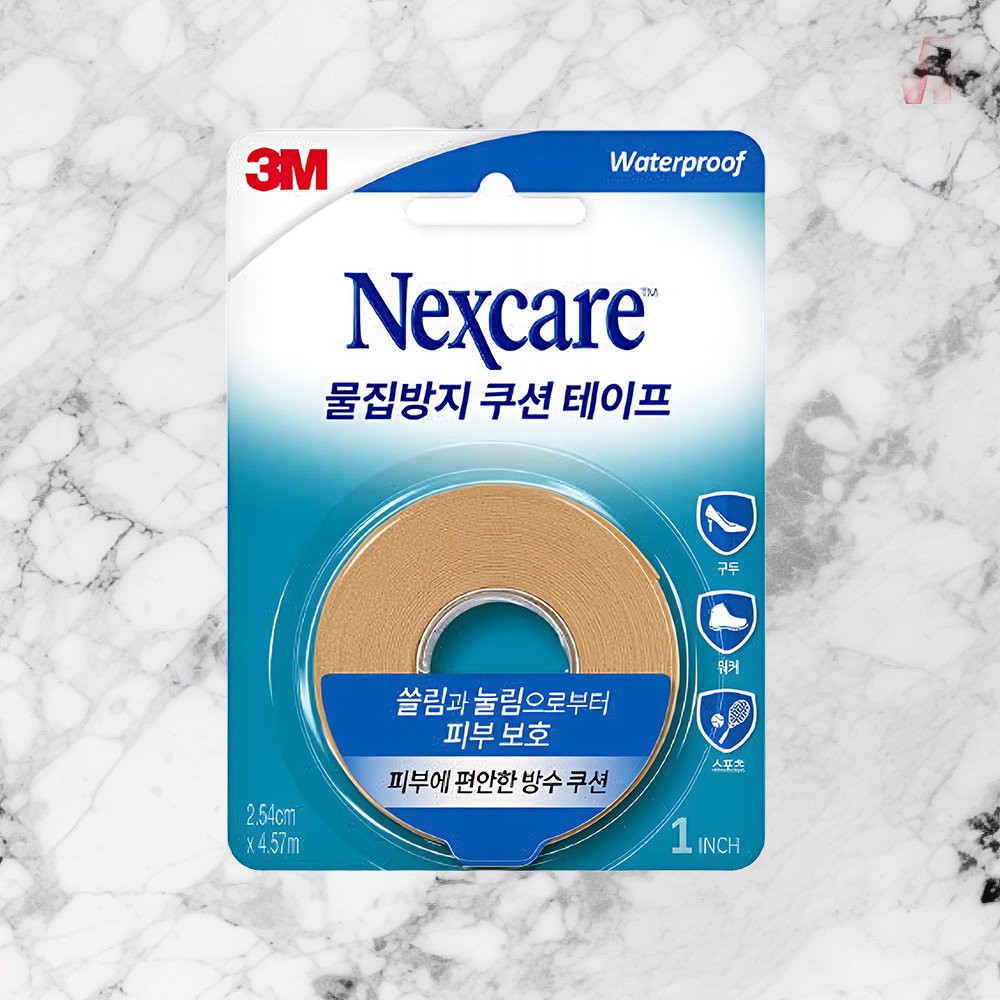 3M
Waterproof
Nexcare™
물집방지 쿠션 테이프
구두
워커
스포츠
쓸림과 눌림으로부터
피부 보호
피부에 편안한 방수 쿠션
2.54cm
x 4.57m
1 INCH